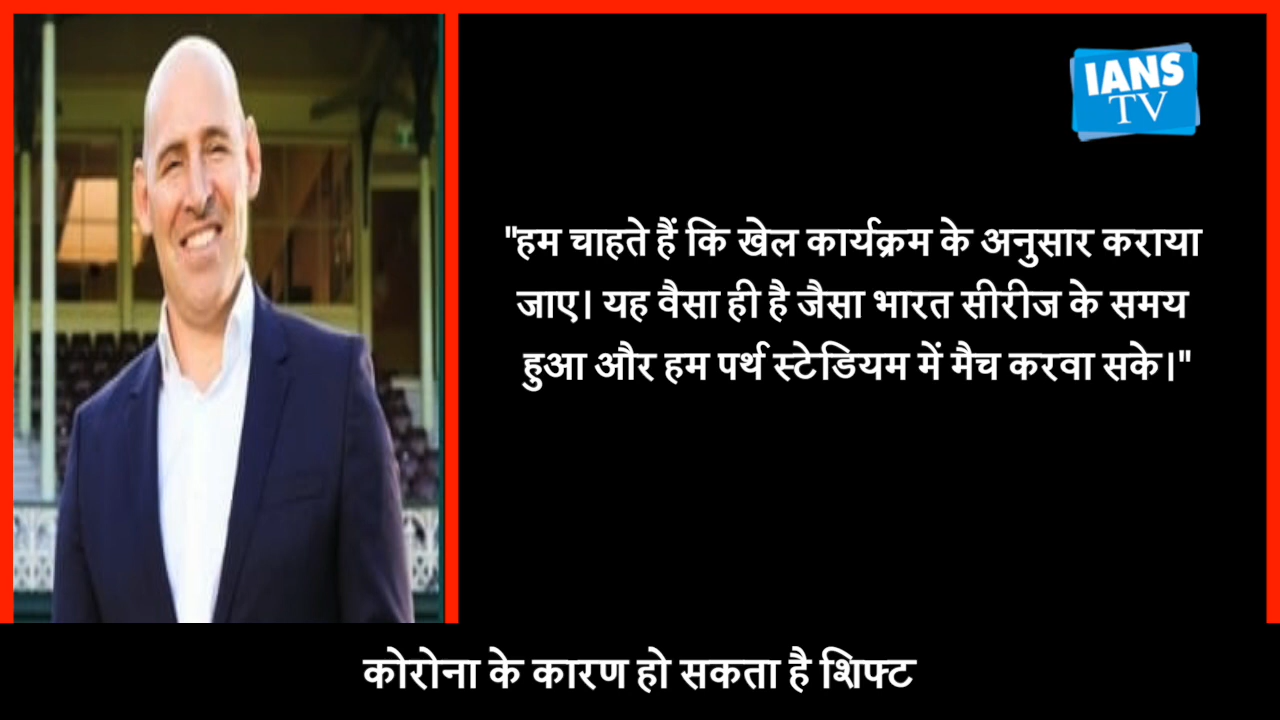 IANS
TV
"हम चाहते हैं कि खेल कार्यक्रम के अनुसार कराया
जाए। यह वैसा ही है जैसा भारत सीरीज के समय
हुआ और हम पर्थ स्टेडियम में मैच करवा सके।"
कोरोना के कारण हो सकता है शिफ्ट